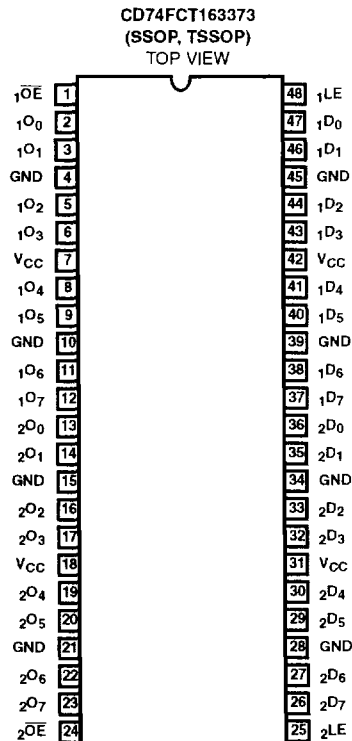 CD74FCT163373
(SSOP, TSSOP)
TOP VIEW
1OE 1 48 1LE
1O0 2 47 1D0
1O1 3 46 1D1
GND 4 45 GND
1O2 5 44 1D2
1O3 6 43 1D3
VCC 7 42 VCC
1O4 8 41 1D4
1O5 9 40 1D5
GND 10 39 GND
1O6 11 38 1D6
1O7 12 37 1D7
2O0 13 36 2D0
2O1 14 35 2D1
GND 15 34 GND
2O2 16 33 2D2
2O3 17 32 2D3
VCC 18 31 VCC
2O4 19 30 2D4
2O5 20 29 2D5
GND 21 28 GND
2O6 22 27 2D6
2O7 23 26 2D7
2OE 24 25 2LE